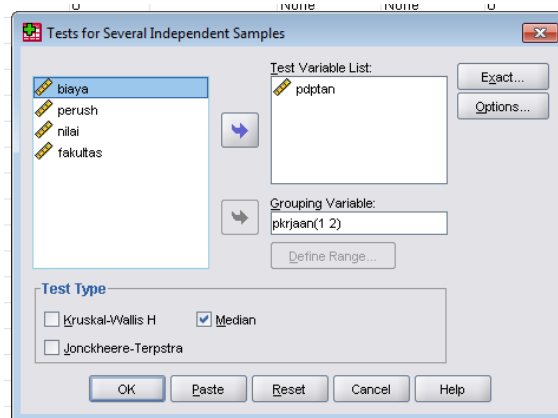 None
None
Tests for Several Independent Samples
biaya
perush
nilai
fakultas
Test Variable List:
pdptan
Exact...
Options...
Grouping Variable:
pkrjaan(1 2)
Define Range...
Test Type
Kruskal-Wallis H
Median
Jonckheere-Terpstra
OK
Paste
Reset
Cancel
Help